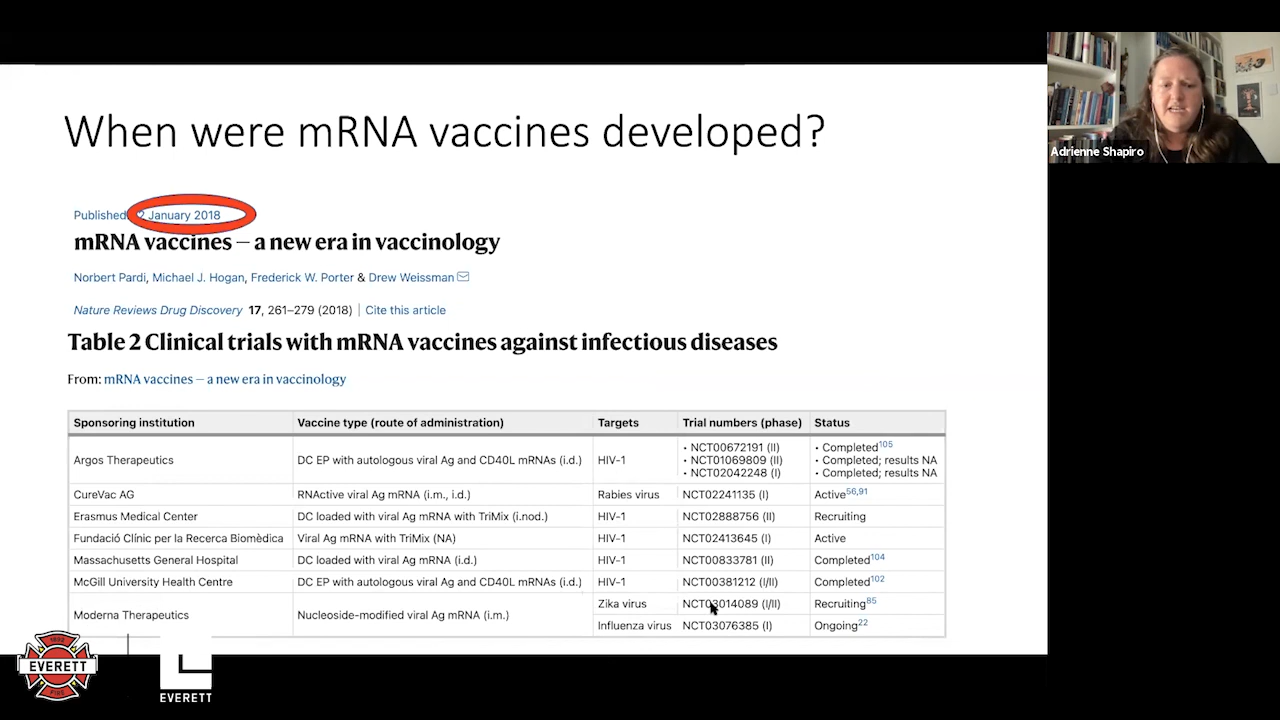 When were mRNA vaccines developed?
Adrienne Shapiro
Published: 2 January 2018
mRNA vaccines – a new era in vaccinology
Norbert Pardi, Michael J. Hogan, Frederick W. Porter & Drew Weissman
Nature Reviews Drug Discovery 17, 261–279 (2018) | Cite this article
Table 2 Clinical trials with mRNA vaccines against infectious diseases
From: mRNA vaccines – a new era in vaccinology
Sponsoring institution Vaccine type (route of administration) Targets Trial numbers (phase) Status
Argos Therapeutics DC EP with autologous viral Ag and CD40L mRNAs (i.d.) HIV-1 • NCT00672191 (II) • Completed105
• NCT01069809 (II) • Completed; results NA
• NCT02042248 (I) • Completed; results NA
CureVac AG RNActive viral Ag mRNA (i.m., i.d.) Rabies virus NCT02241135 (I) Active56,91
Erasmus Medical Center DC loaded with viral Ag mRNA with TriMix (i.nod.) HIV-1 NCT02888756 (II) Recruiting
Fundació Clínic per la Recerca Biomèdica Viral Ag mRNA with TriMix (NA) HIV-1 NCT02413645 (I) Active
Massachusetts General Hospital DC loaded with viral Ag mRNA (i.d.) HIV-1 NCT00833781 (II) Completed104
McGill University Health Centre DC EP with autologous viral Ag and CD40L mRNAs (i.d.) HIV-1 NCT00381212 (I/II) Completed102
Moderna Therapeutics Nucleoside-modified viral Ag mRNA (i.m.) Zika virus NCT03014089 (I/II) Recruiting85
Influenza virus NCT03076385 (I) Ongoing22
EVERETT
FIRE
EVERETT